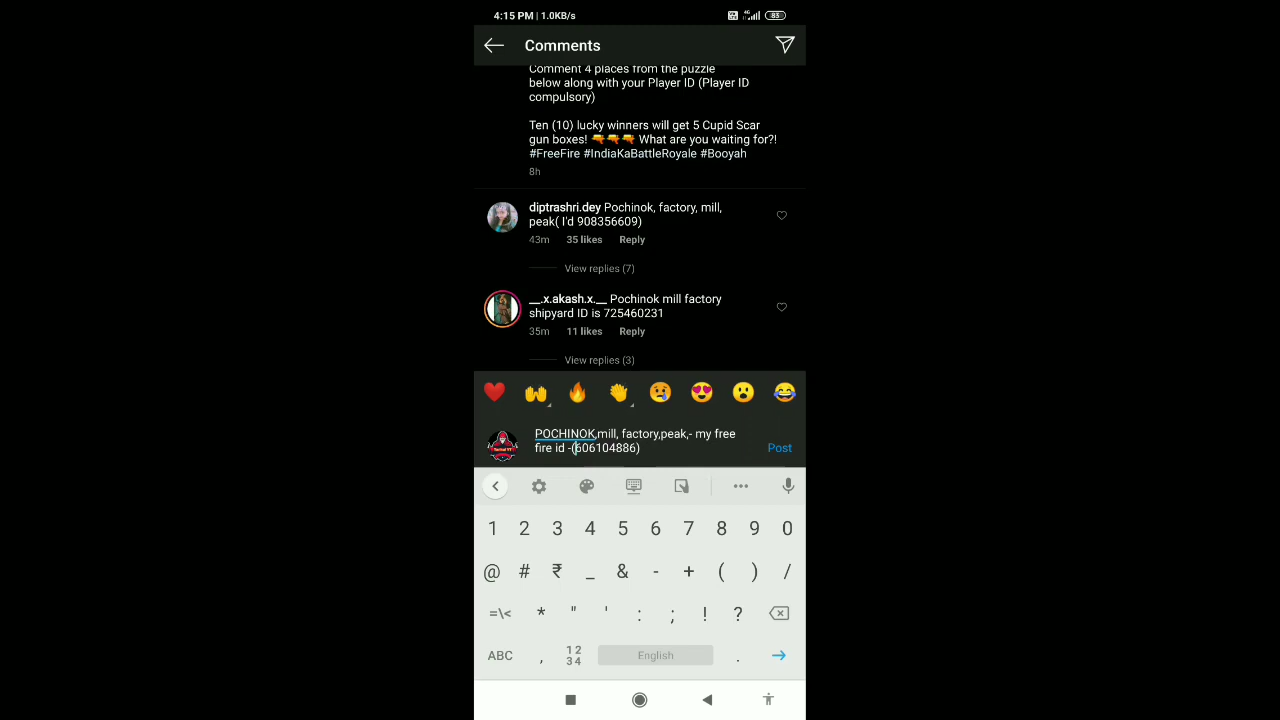 4:15 PM | 1.0KB/s 4G 83
Comments
Comment 4 places from the puzzle
below along with your Player ID (Player ID
compulsory)
Ten (10) lucky winners will get 5 Cupid Scar
gun boxes! 🔫🔫🔫 What are you waiting for?!
#FreeFire #IndiaKaBattleRoyale #Booyah
8h
diptrashri.dey Pochinok, factory, mill,
peak( I'd 908356609)
43m 35 likes Reply
View replies (7)
__.x.akash.x.__ Pochinok mill factory
shipyard ID is 725460231
35m 11 likes Reply
View replies (3)
POCHINOK,mill, factory,peak,- my free
fire id -(606104886)
Post
1 2 3 4 5 6 7 8 9 0
@ # ₹ _ & - + ( ) /
=\< * " ' : ; ! ?
ABC , 12 34 English .